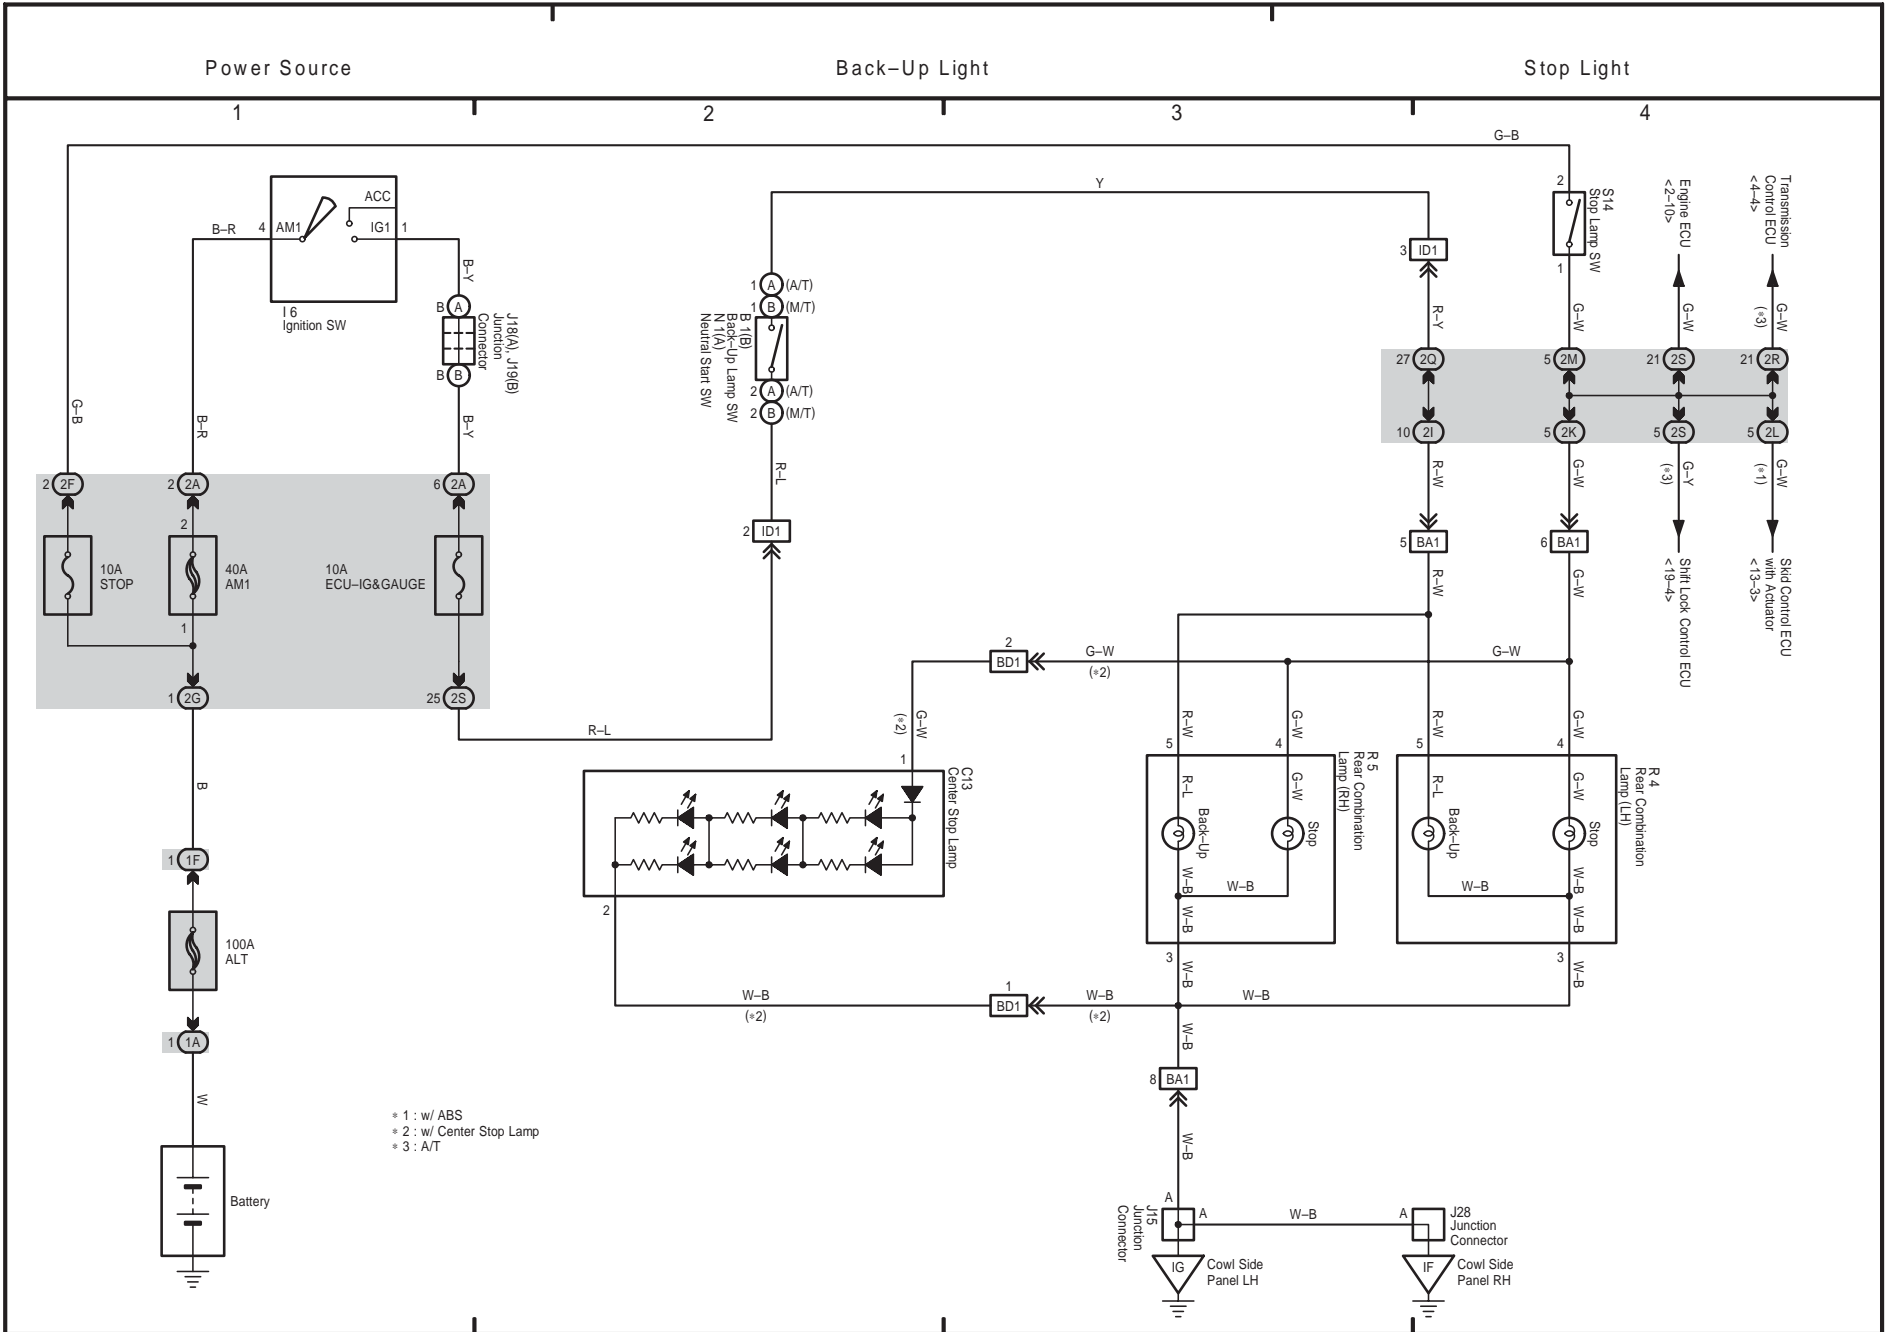 Power Source
Back–Up Light
Stop Light
1
2
3
4
G–B
Y
ACC
4
AM1
IG1
1
B–R
I 6
Ignition SW
B–Y
B
A
J18(A), J19(B)
Junction
Connector
B
B
B–Y
G–B
B–R
2
2F
2
2A
6
2A
2
10A
STOP
40A
AM1
10A
ECU–IG&GAUGE
1
1
2G
25
2S
R–L
B
1
1F
100A
ALT
1
1A
W
Battery
1
A
(A/T)
1
B
(M/T)
B 1(B)
Back–Up Lamp SW
N 1(A)
Neutral Start SW
2
A
(A/T)
2
B
(M/T)
R–L
2
ID1
3
ID1
R–Y
2
S14
Stop Lamp SW
1
G–W
Engine ECU
<2–10>
G–W
Transmission
Control ECU
<4–4>
G–W
(*3)
27
2Q
5
2M
21
2S
21
2R
10
2I
5
2K
5
2S
5
2L
R–W
G–W
G–Y
(*3)
G–W
(*1)
5
BA1
6
BA1
Shift Lock Control ECU
<19–4>
Skid Control ECU
with Actuator
<13–3>
R–W
G–W
2
BD1
G–W
(*2)
G–W
G–W
(*2)
1
C13
Center Stop Lamp
2
R–W
5
G–W
4
R–W
5
G–W
4
R 5
Rear Combination
Lamp (RH)
R 4
Rear Combination
Lamp (LH)
R–L
G–W
R–L
G–W
Back–Up
Stop
Back–Up
Stop
W–B
W–B
W–B
W–B
W–B
W–B
3
W–B
3
W–B
W–B
(*2)
1
BD1
W–B
(*2)
W–B
W–B
8
BA1
W–B
* 1 : w/ ABS
* 2 : w/ Center Stop Lamp
* 3 : A/T
A
J15
Junction
Connector
A
W–B
A
J28
Junction
Connector
IG
Cowl Side
Panel LH
IF
Cowl Side
Panel RH